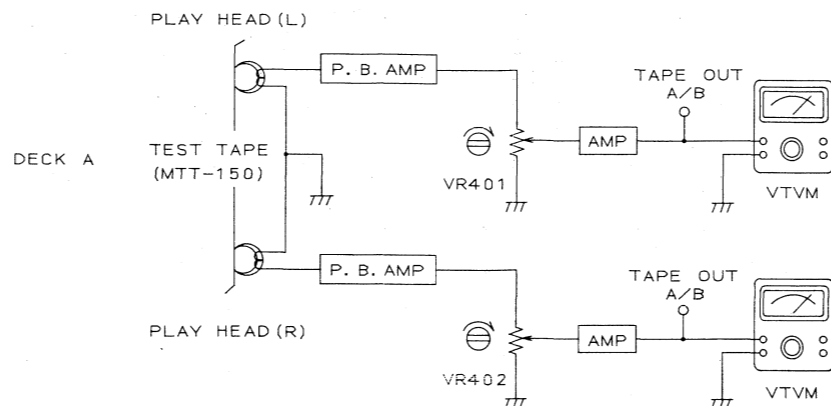 PLAY HEAD (L)
P. B. AMP
TAPE OUT
A/B
AMP
DECK A
TEST TAPE
(MTT-150)
VR401
VTVM
P. B. AMP
TAPE OUT
A/B
PLAY HEAD (R)
AMP
VR402
VTVM